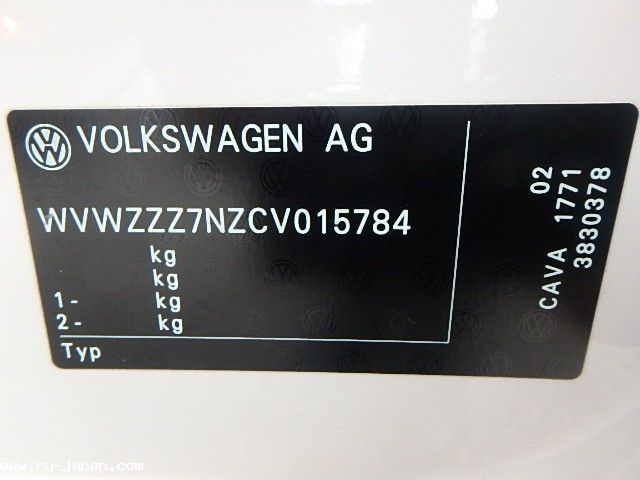 VOLKSWAGEN AG
WVWZZZ7NZCV015784
kg
kg
1- kg
2- kg
Typ
02
CAVA 1771
3830378
www.ru-japan.com